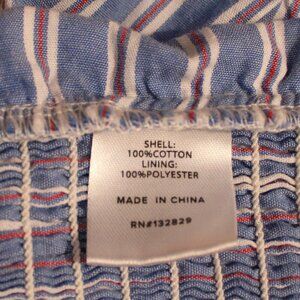 SHELL:
100%COTTON
LINING:
100%POLYESTER
MADE IN CHINA
RN#132829